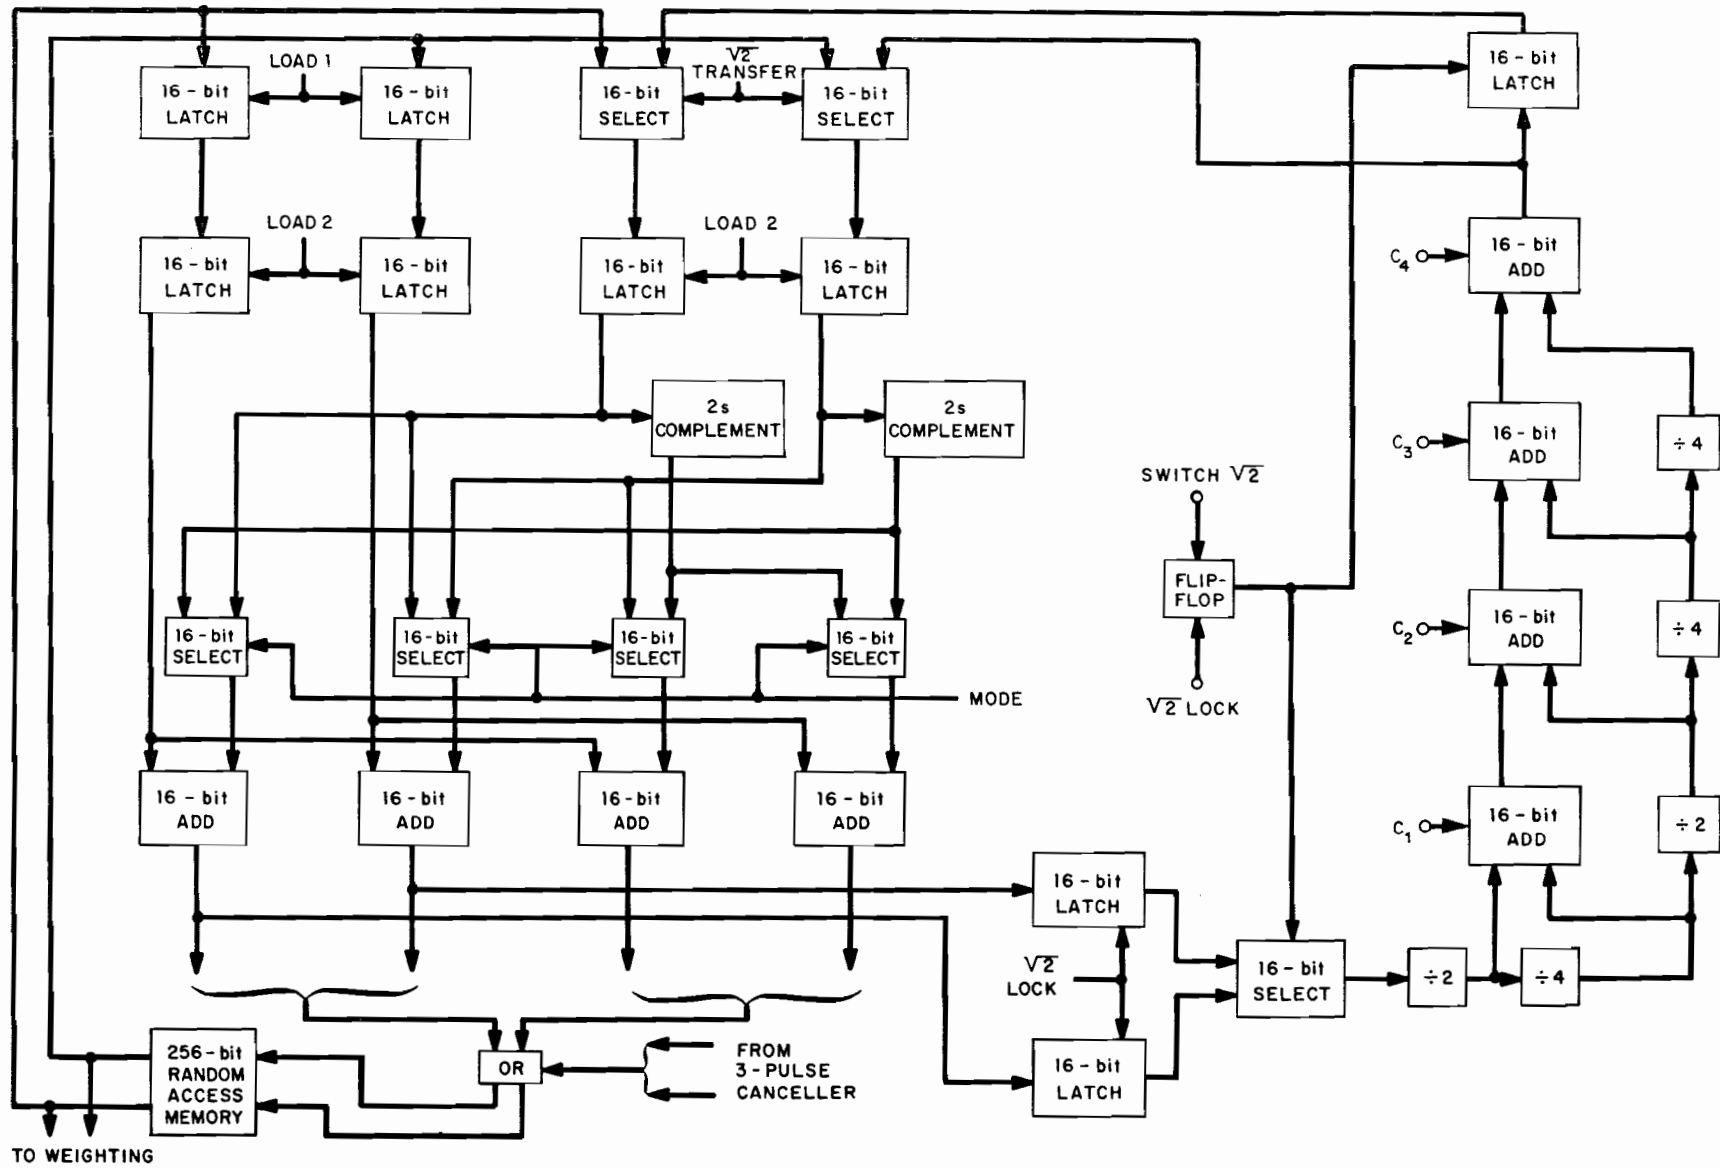 LOAD 1
√2
TRANSFER
16-bit
LATCH
16-bit
LATCH
16-bit
LATCH
16-bit
SELECT
16-bit
SELECT
LOAD 2
LOAD 2
16-bit
LATCH
16-bit
LATCH
16-bit
LATCH
16-bit
LATCH
C4
16-bit
ADD
2s
COMPLEMENT
2s
COMPLEMENT
C3
16-bit
ADD
÷4
SWITCH √2
FLIP-
FLOP
√2 LOCK
C2
16-bit
ADD
÷4
16-bit
SELECT
16-bit
SELECT
16-bit
SELECT
16-bit
SELECT
MODE
16-bit
ADD
16-bit
ADD
16-bit
ADD
16-bit
ADD
C1
16-bit
ADD
÷2
16-bit
LATCH
√2
LOCK
16-bit
SELECT
÷2
÷4
16-bit
LATCH
256-bit
RANDOM
ACCESS
MEMORY
OR
FROM
3-PULSE
CANCELLER
TO WEIGHTING